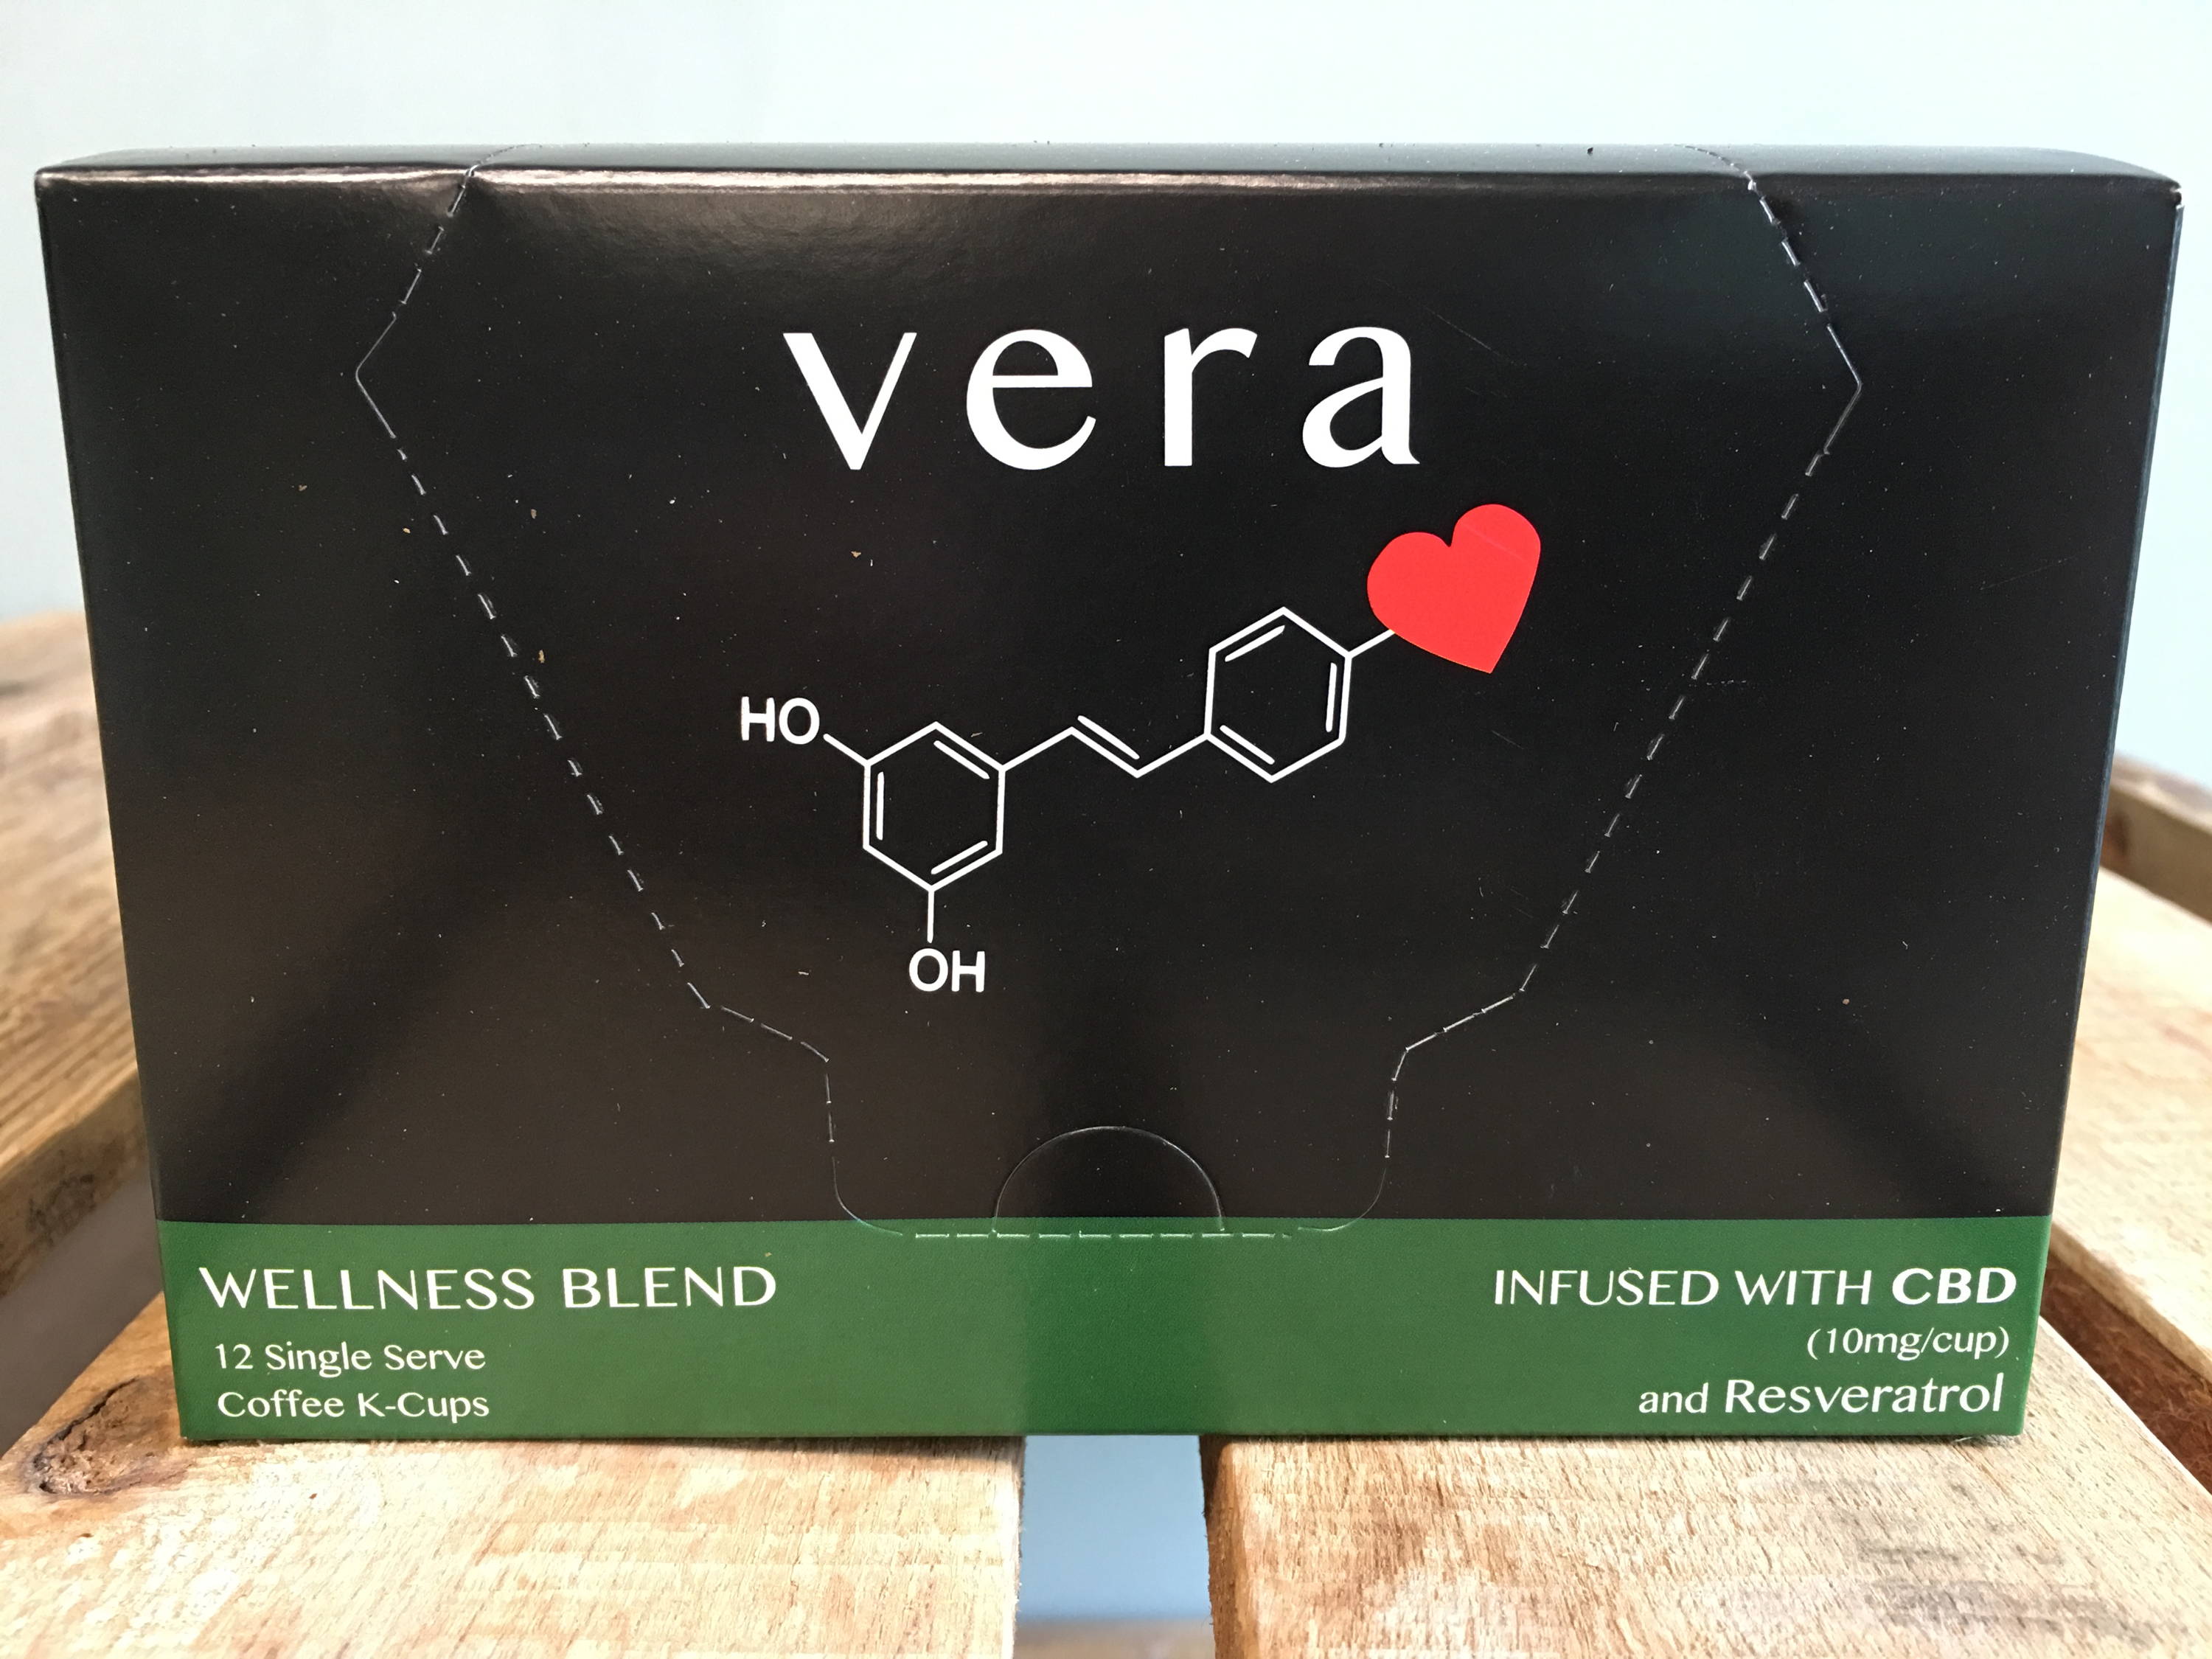 vera
HO
OH
WELLNESS BLEND
12 Single Serve
Coffee K-Cups
INFUSED WITH CBD
(10mg/cup)
and Resveratrol